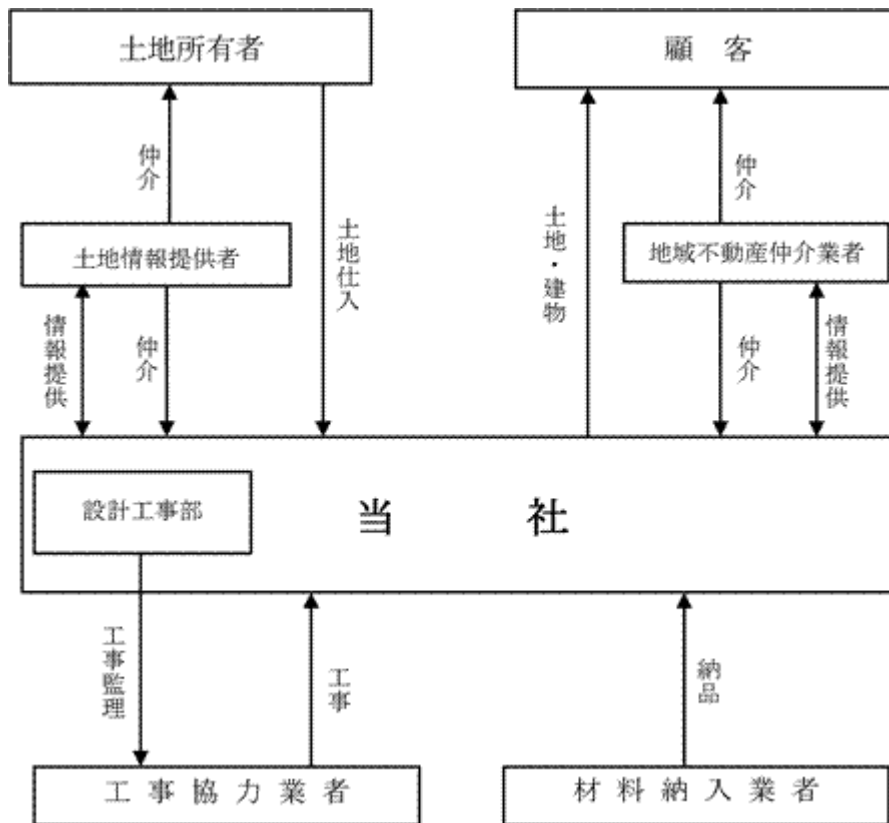 土地所有者
顧客
仲介
仲介
土地情報提供者
土地仕入
土地・建物
地域不動産仲介業者
情報提供
仲介
仲介
情報提供
設計工事部
当社
工事監理
工事
納品
工事協力業者
材料納入業者